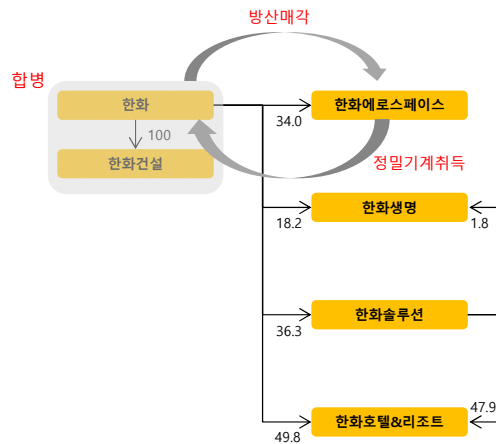 방산매각
합병
한화
한화에로스페이스
100
34.0
한화건설
정밀기계취득
한화생명
18.2
1.8
한화솔루션
36.3
47.9
한화호텔&리조트
49.8